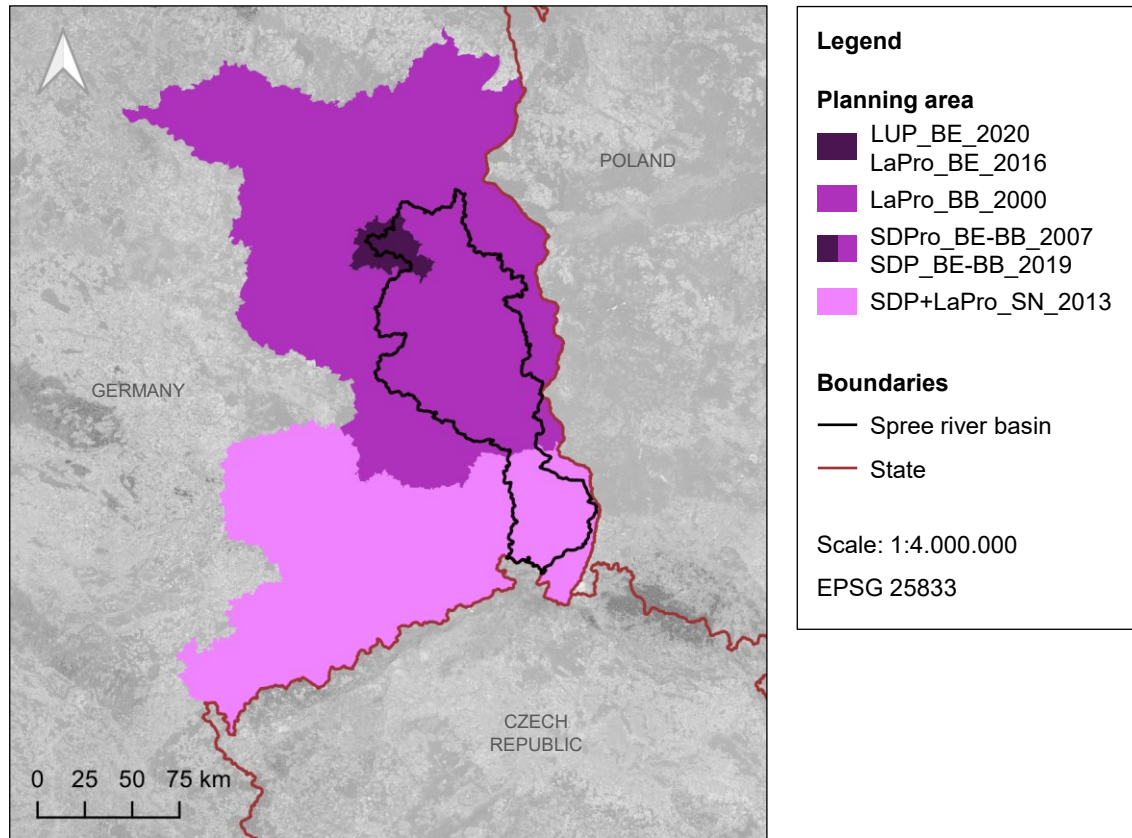 POLAND
GERMANY
CZECH
REPUBLIC
0 25 50 75 km
Legend
Planning area
LUP_BE_2020
LaPro_BE_2016
LaPro_BB_2000
SDPro_BE-BB_2007
SDP_BE-BB_2019
SDP+LaPro_SN_2013
Boundaries
Spree river basin
State
Scale: 1:4.000.000
EPSG 25833